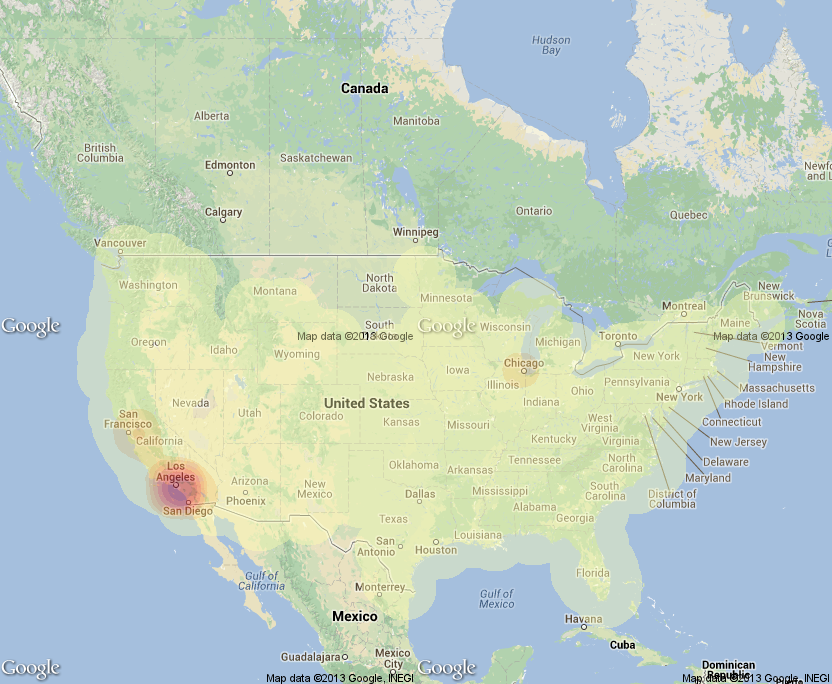 Hudson
Bay
Canada
Alberta
Manitoba
British
Columbia
Saskatchewan
Edmonton
Newfo
and L
Calgary
Ontario
Quebec
Winnipeg
Vancouver
Washington
Montana
North
Dakota
Minnesota
Montreal
New
Brunswick
Nova
Scotia
Google
Oregon
Idaho
Wyoming
South
Map data ©2013 Google
Google
Wisconsin
Michigan
Toronto
Maine
Map data ©2013 Google
Vermont
New
Hampshire
New York
Chicago
Iowa
Illinois
Nebraska
Indiana
Ohio
Pennsylvania
New York
Massachusetts
Rhode Island
Connecticut
New Jersey
Delaware
Maryland
District of
Columbia
Nevada
Utah
Colorado
United States
Kansas
Missouri
West
Virginia
Virginia
Kentucky
San
Francisco
California
Los
Angeles
San Diego
Arizona
Phoenix
New
Mexico
Oklahoma
Arkansas
Tennessee
North
Carolina
South
Carolina
Dallas
Mississippi
Alabama
Georgia
Texas
San
Antonio
Houston
Louisiana
Florida
Gulf of
California
Monterrey
Gulf of
Mexico
Mexico
Havana
Cuba
Guadalajara
Mexico
City
Dominican
Republic
Google
Google
Map data ©2013 Google, INEGI
Map data ©2013 Google, INEGI